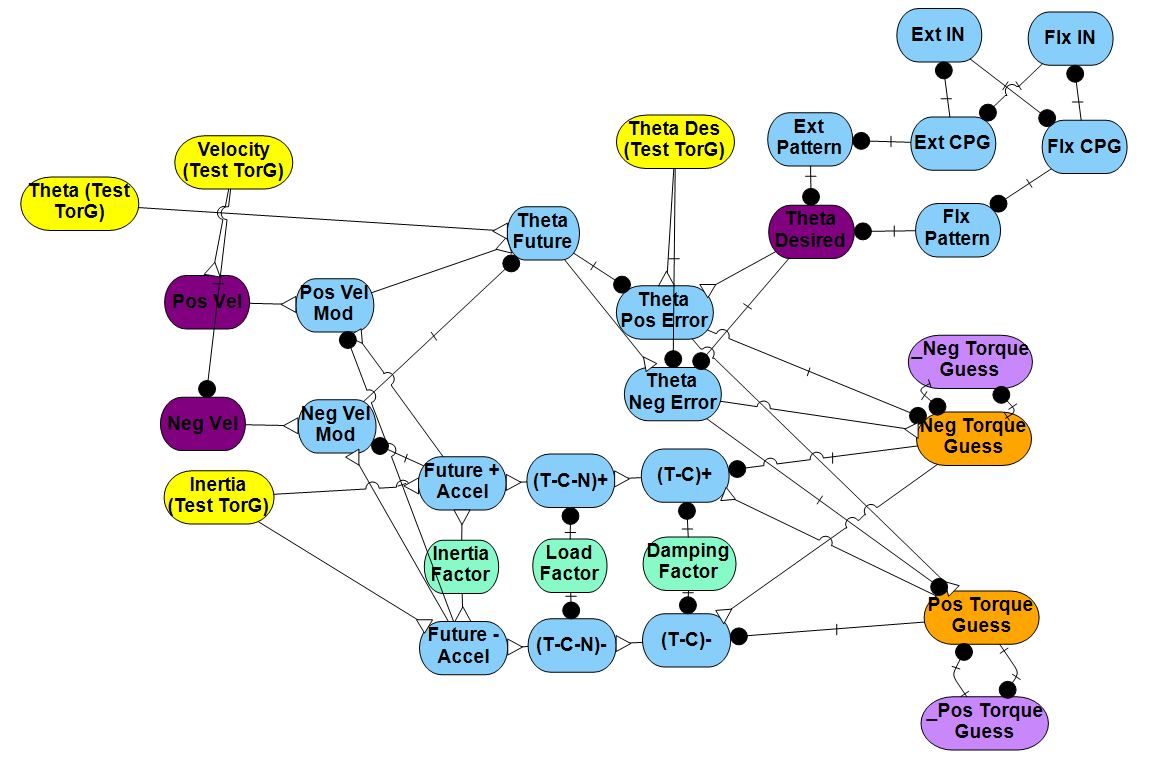 Ext IN
Flx IN
Theta Des
(Test TorG)
Ext
Pattern
Ext CPG
Flx CPG
Velocity
(Test TorG)
Theta (Test
TorG)
Theta
Future
Theta
Desired
Flx
Pattern
Pos Vel
Pos Vel
Mod
Theta
Pos Error
_Neg Torque
Guess
Theta
Neg Error
Neg Vel
Neg Vel
Mod
Neg Torque
Guess
Inertia
(Test TorG)
Future +
Accel
(T-C-N)+
(T-C)+
Inertia
Factor
Load
Factor
Damping
Factor
Pos Torque
Guess
Future -
Accel
(T-C-N)-
(T-C)-
_Pos Torque
Guess